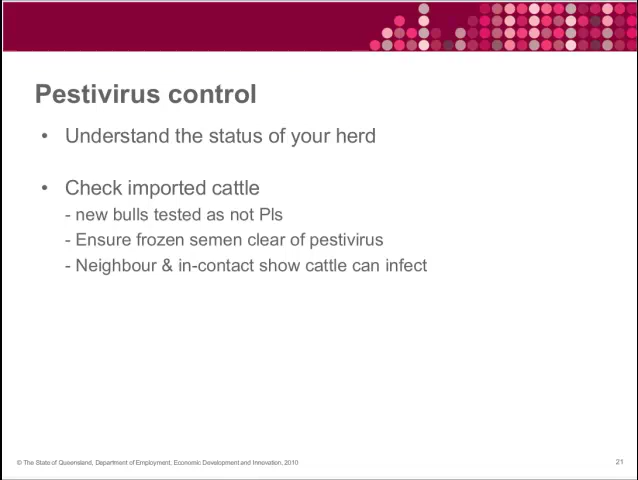 Pestivirus control
• Understand the status of your herd
• Check imported cattle
- new bulls tested as not PIs
- Ensure frozen semen clear of pestivirus
- Neighbour & in-contact show cattle can infect
© The State of Queensland, Department of Employment, Economic Development and Innovation, 2010
21